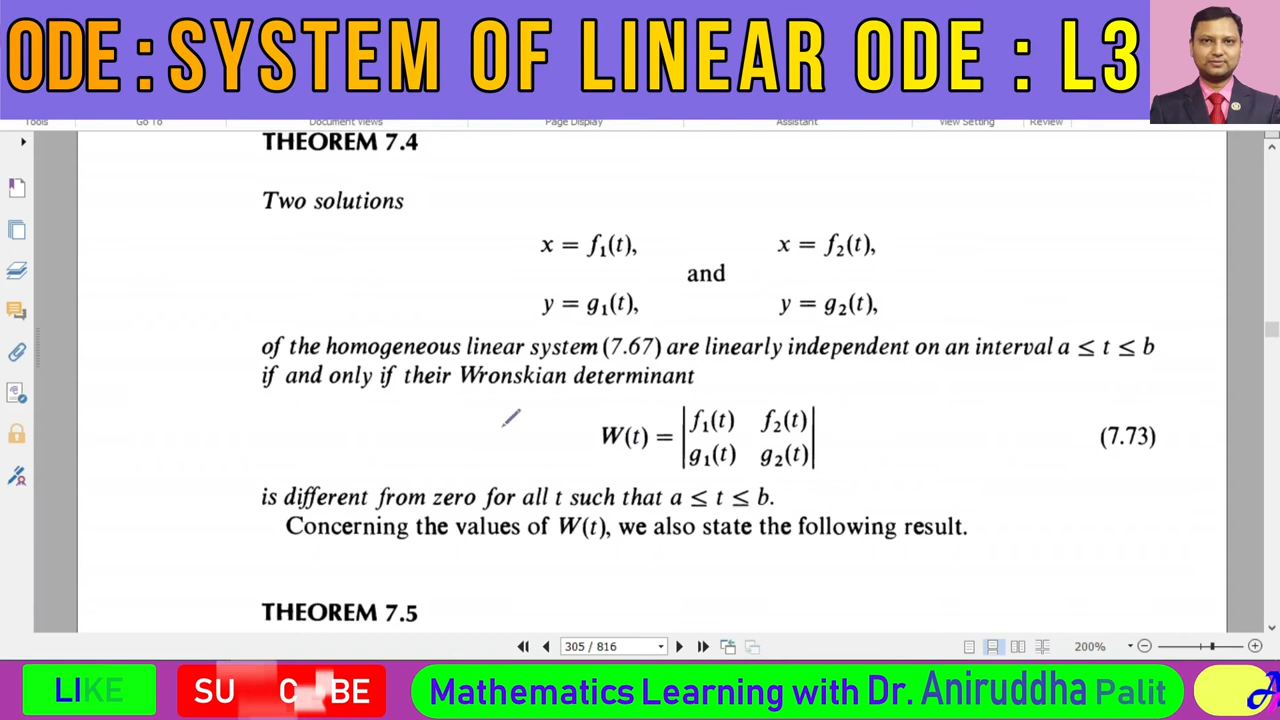 ODE : SYSTEM OF LINEAR ODE : L3
Tools Go To Document Views Page Display Assistant View Setting Review
THEOREM 7.4
Two solutions
x = f₁(t), x = f₂(t),
and
y = g₁(t), y = g₂(t),
of the homogeneous linear system (7.67) are linearly independent on an interval a ≤ t ≤ b
if and only if their Wronskian determinant
W(t) = | f₁(t) f₂(t) | (7.73)
| g₁(t) g₂(t) |
is different from zero for all t such that a ≤ t ≤ b.
Concerning the values of W(t), we also state the following result.
THEOREM 7.5
305 / 816 200%
LIKE Mathematics Learning with Dr. Aniruddha Palit